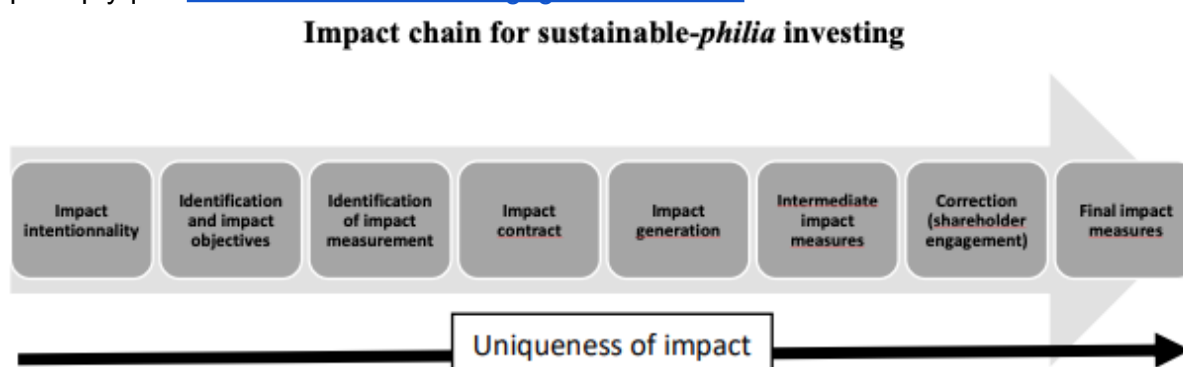 Impact chain for sustainable-philia investing
Impact
intentionnality
Identification
and impact
objectives
Identification
of impact
measurement
Impact
contract
Impact
generation
Intermediate
impact
measures
Correction
(shareholder
engagement)
Final impact
measures
Uniqueness of impact